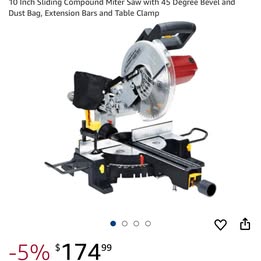 10 Inch Sliding Compound Miter Saw with 45 Degree Bevel and
Dust Bag, Extension Bars and Table Clamp
-5% $174 99